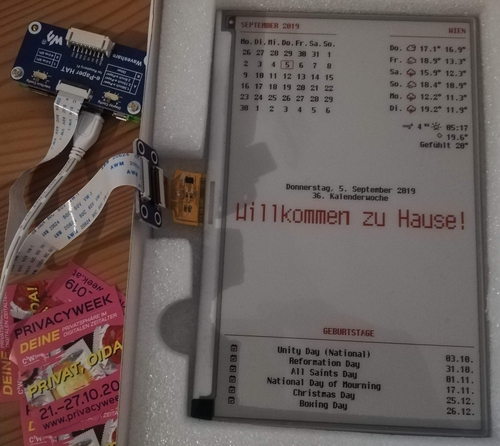 SEPTEMBER 2019
WIEN
Mo. Di. Mi. Do. Fr. Sa. So.
26 27 28 29 30 31 1
2 3 4 5 6 7 8
9 10 11 12 13 14 15
16 17 18 19 20 21 22
23 24 25 26 27 28 29
30 1 2 3 4 5 6
Do. 17.1° 16.9°
Fr. 18.9° 13.3°
Sa. 15.9° 12.3°
So. 18.4° 10.9°
Mo. 12.2° 11.3°
Di. 19.2° 11.9°
05:17
19.6°
Gefühlt 20°
Donnerstag, 5. September 2019
36. Kalenderwoche
Willkommen zu Hause!
GEBURTSTAGE
Unity Day (National) 03.10.
Reformation Day 31.10.
All Saints Day 01.11.
National Day of Mourning 17.11.
Christmas Day 25.12.
Boxing Day 26.12.
Waveshare
e-Paper HAT
PRIVACYWEEK
DEINE PRIVATSPHÄRE IM
DIGITALEN ZEITALTER
PRIVAT, OIDA
21.-27.10.20
www.privacywee